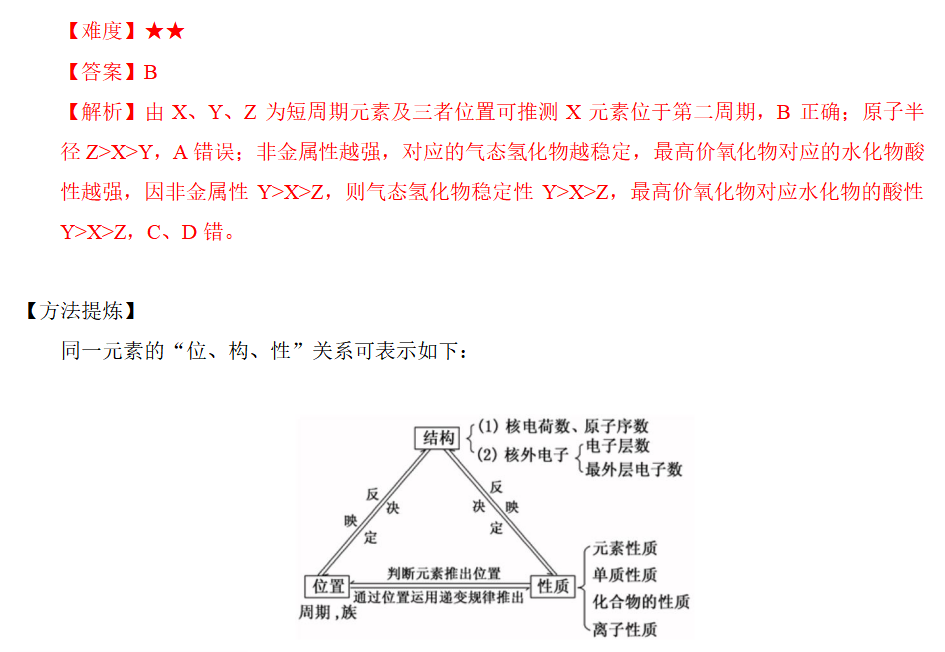 【难度】★★
【答案】B
【解析】由 X、Y、Z 为短周期元素及三者位置可推测 X 元素位于第二周期，B 正确；原子半
径 Z>X>Y，A 错误；非金属性越强，对应的气态氢化物越稳定，最高价氧化物对应的水化物酸
性越强，因非金属性 Y>X>Z，则气态氢化物稳定性 Y>X>Z，最高价氧化物对应水化物的酸性
Y>X>Z，C、D 错。
【方法提炼】
同一元素的“位、构、性”关系可表示如下：
结构
(1) 核电荷数、原子序数
(2) 核外电子
电子层数
最外层电子数
反映
决定
反映
决定
位置
周期,族
判断元素推出位置
通过位置运用递变规律推出
性质
元素性质
单质性质
化合物的性质
离子性质